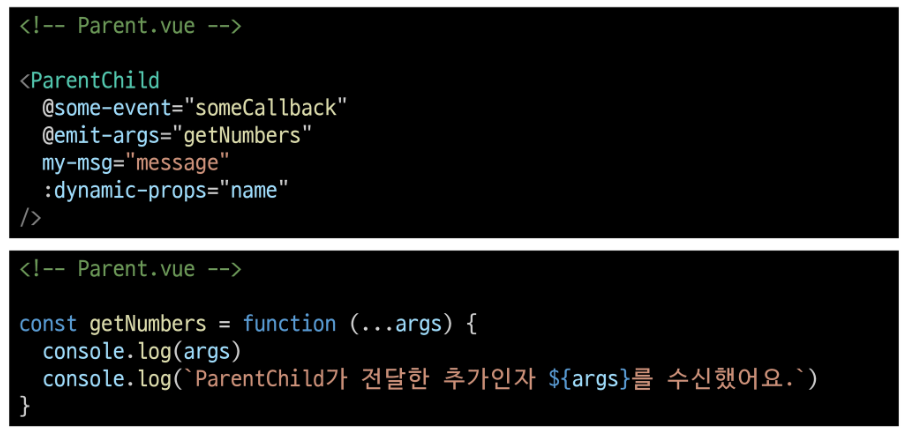 <!-- Parent.vue -->
<ParentChild
@some-event="someCallback"
@emit-args="getNumbers"
my-msg="message"
:dynamic-props="name"
/>
<!-- Parent.vue -->
const getNumbers = function (...args) {
console.log(args)
console.log(`ParentChild가 전달한 추가인자 ${args}를 수신했어요.`)
}